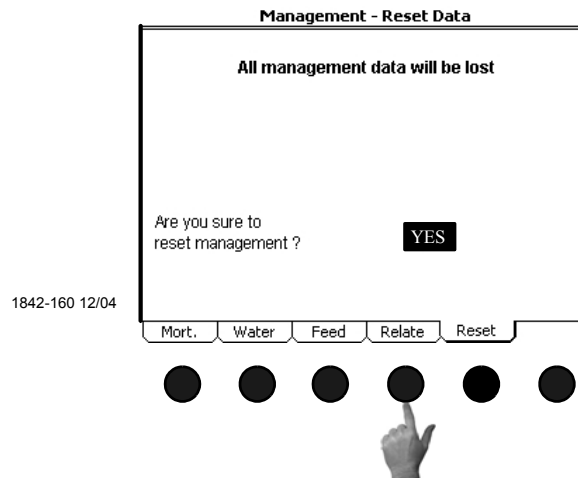 Management - Reset Data
All management data will be lost
Are you sure to
reset management ?
YES
1842-160 12/04
Mort.
Water
Feed
Relate
Reset